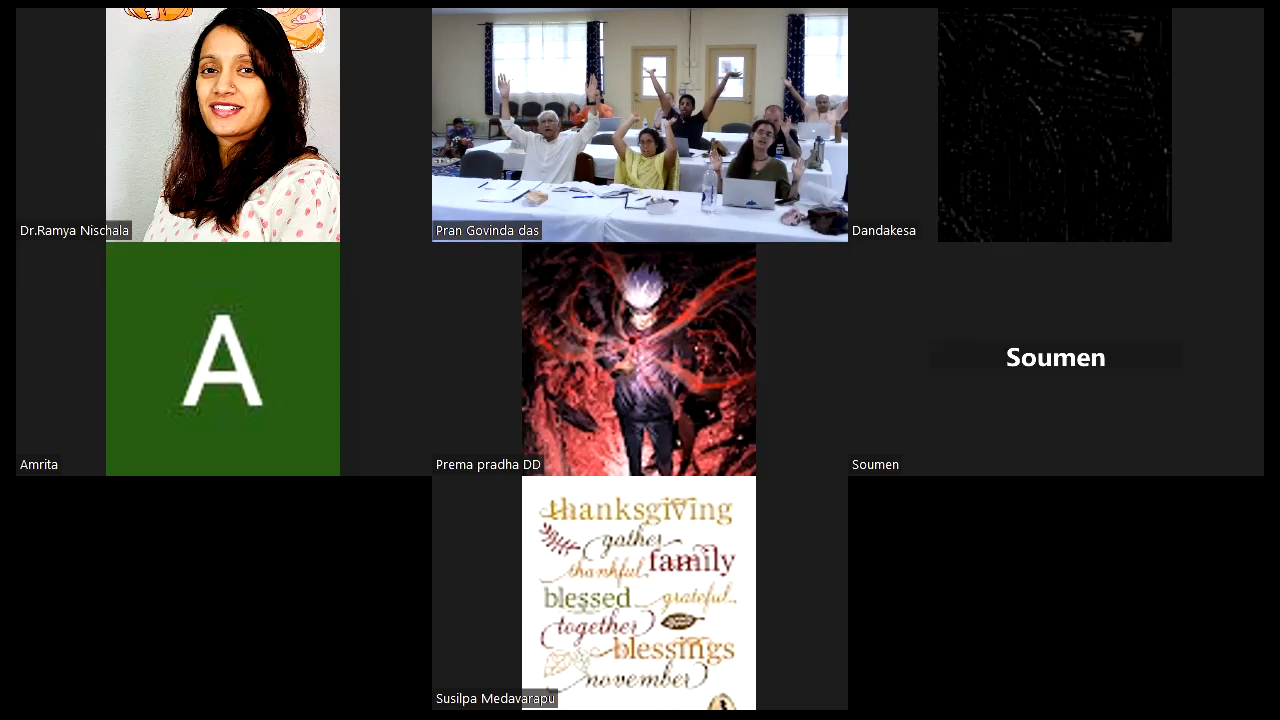 Dr.Ramya Nischala
Pran Govinda das
Dandakesa
A
Amrita
Prema pradha DD
Soumen
Soumen
thanksgiving
gather
family
thankful
blessed
grateful
together
blessings
november
Susilpa Medavarapu